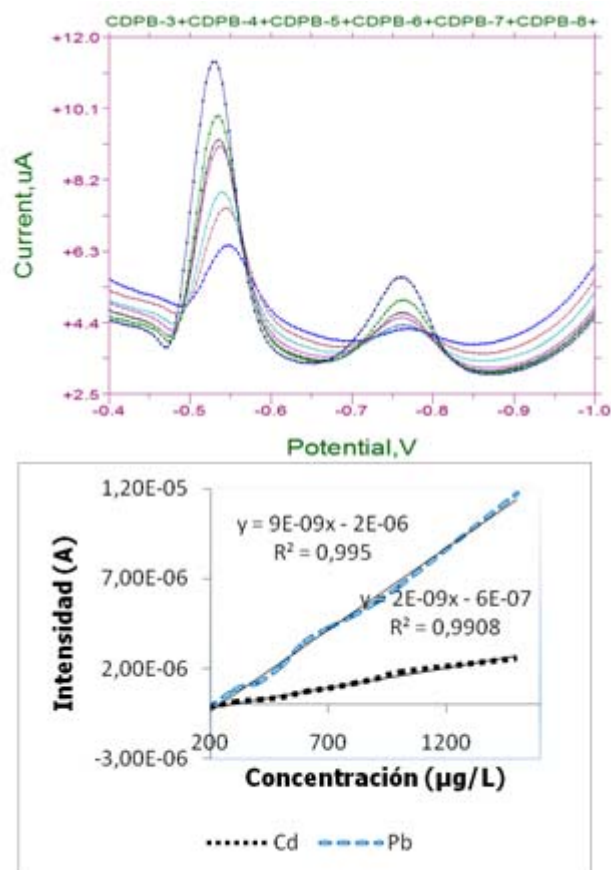 CDPB-3+CDPB-4+CDPB-5+CDPB-6+CDPB-7+CDPB-8+
+12.0
+10.1
+8.2
+6.3
+4.4
+2.5
Current,uA
-0.4 -0.5 -0.6 -0.7 -0.8 -0.9 -1.0
Potential,V
1,20E-05
7,00E-06
2,00E-06
-3,00E-06
Intensidad (A)
y = 9E-09x - 2E-06
R² = 0,995
y = 2E-09x - 6E-07
R² = 0,9908
200 700 1200
Concentración (µg/L)
Cd Pb